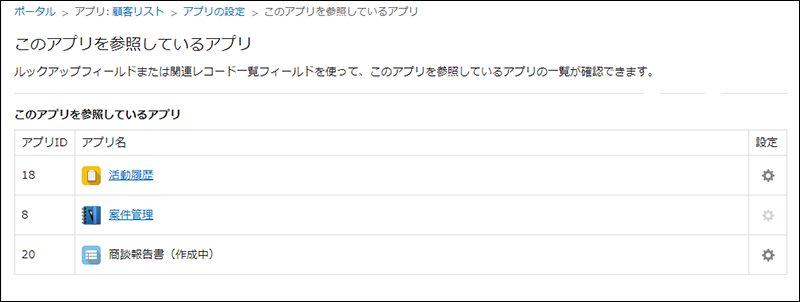 ポータル > アプリ: 顧客リスト > アプリの設定 > このアプリを参照しているアプリ
このアプリを参照しているアプリ
ルックアップフィールドまたは関連レコード一覧フィールドを使って、このアプリを参照しているアプリの一覧が確認できます。
このアプリを参照しているアプリ
アプリID アプリ名 設定
18 活動履歴
8 案件管理
20 商談報告書（作成中）